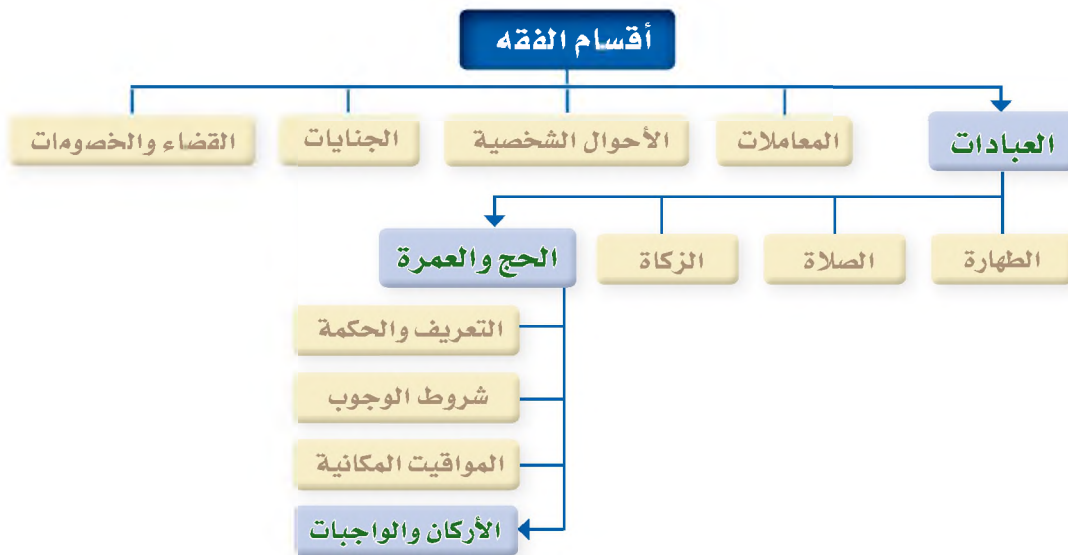 أقسام الفقه
العبادات
المعاملات
الأحوال الشخصية
الجنايات
القضاء والخصومات
الطهارة
الصلاة
الزكاة
الحج والعمرة
التعريف والحكمة
شروط الوجوب
المواقيت المكانية
الأركان والواجبات